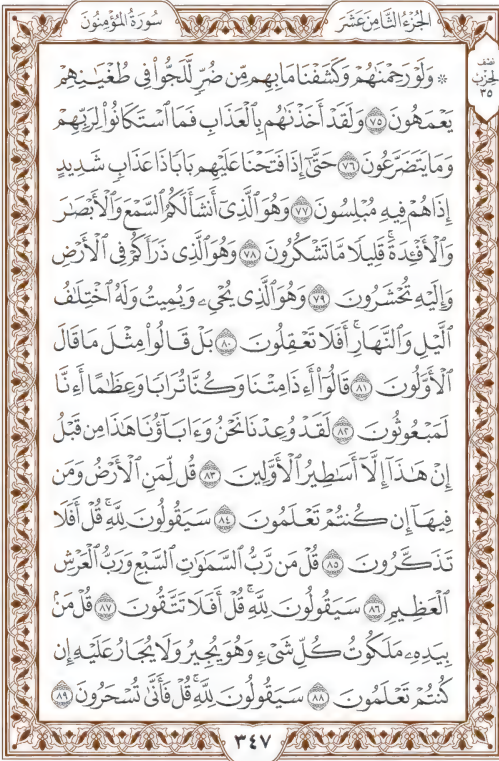 الجزء الثامن عشر
سورة المؤمنون
نصف
الحزب
٣٥
۞ وَلَوْ رَحِمْنَٰهُمْ وَكَشَفْنَا مَا بِهِم مِّن ضُرٍّ لَّلَجُّوا۟ فِى طُغْيَٰنِهِمْ
يَعْمَهُونَ ٧٥ وَلَقَدْ أَخَذْنَٰهُم بِٱلْعَذَابِ فَمَا ٱسْتَكَانُوا۟ لِرَبِّهِمْ
وَمَا يَتَضَرَّعُونَ ٧٦ حَتَّىٰٓ إِذَا فَتَحْنَا عَلَيْهِم بَابًا ذَا عَذَابٍ شَدِيدٍ
إِذَا هُمْ فِيهِ مُبْلِسُونَ ٧٧ وَهُوَ ٱلَّذِىٓ أَنشَأَ لَكُمُ ٱلسَّمْعَ وَٱلْأَبْصَٰرَ
وَٱلْأَفْـِٔدَةَ ۚ قَلِيلًا مَّا تَشْكُرُونَ ٧٨ وَهُوَ ٱلَّذِى ذَرَأَكُمْ فِى ٱلْأَرْضِ
وَإِلَيْهِ تُحْشَرُونَ ٧٩ وَهُوَ ٱلَّذِى يُحْىِۦ وَيُمِيتُ وَلَهُ ٱخْتِلَٰفُ
ٱلَّيْلِ وَٱلنَّهَارِ ۚ أَفَلَا تَعْقِلُونَ ٨٠ بَلْ قَالُوا۟ مِثْلَ مَا قَالَ
ٱلْأَوَّلُونَ ٨١ قَالُوٓا۟ أَءِذَا مِتْنَا وَكُنَّا تُرَابًا وَعِظَٰمًا أَءِنَّا
لَمَبْعُوثُونَ ٨٢ لَقَدْ وُعِدْنَا نَحْنُ وَءَابَآؤُنَا هَٰذَا مِن قَبْلُ
إِنْ هَٰذَآ إِلَّآ أَسَٰطِيرُ ٱلْأَوَّلِينَ ٨٣ قُل لِّمَنِ ٱلْأَرْضُ وَمَن
فِيهَآ إِن كُنتُمْ تَعْلَمُونَ ٨٤ سَيَقُولُونَ لِلَّهِ ۚ قُلْ أَفَلَا
تَذَكَّرُونَ ٨٥ قُلْ مَن رَّبُّ ٱلسَّمَٰوَٰتِ ٱلسَّبْعِ وَرَبُّ ٱلْعَرْشِ
ٱلْعَظِيمِ ٨٦ سَيَقُولُونَ لِلَّهِ ۚ قُلْ أَفَلَا تَتَّقُونَ ٨٧ قُلْ مَنۢ
بِيَدِهِۦ مَلَكُوتُ كُلِّ شَىْءٍ وَهُوَ يُجِيرُ وَلَا يُجَارُ عَلَيْهِ إِن
كُنتُمْ تَعْلَمُونَ ٨٨ سَيَقُولُونَ لِلَّهِ ۚ قُلْ فَأَنَّىٰ تُسْحَرُونَ ٨٩
٣٤٧